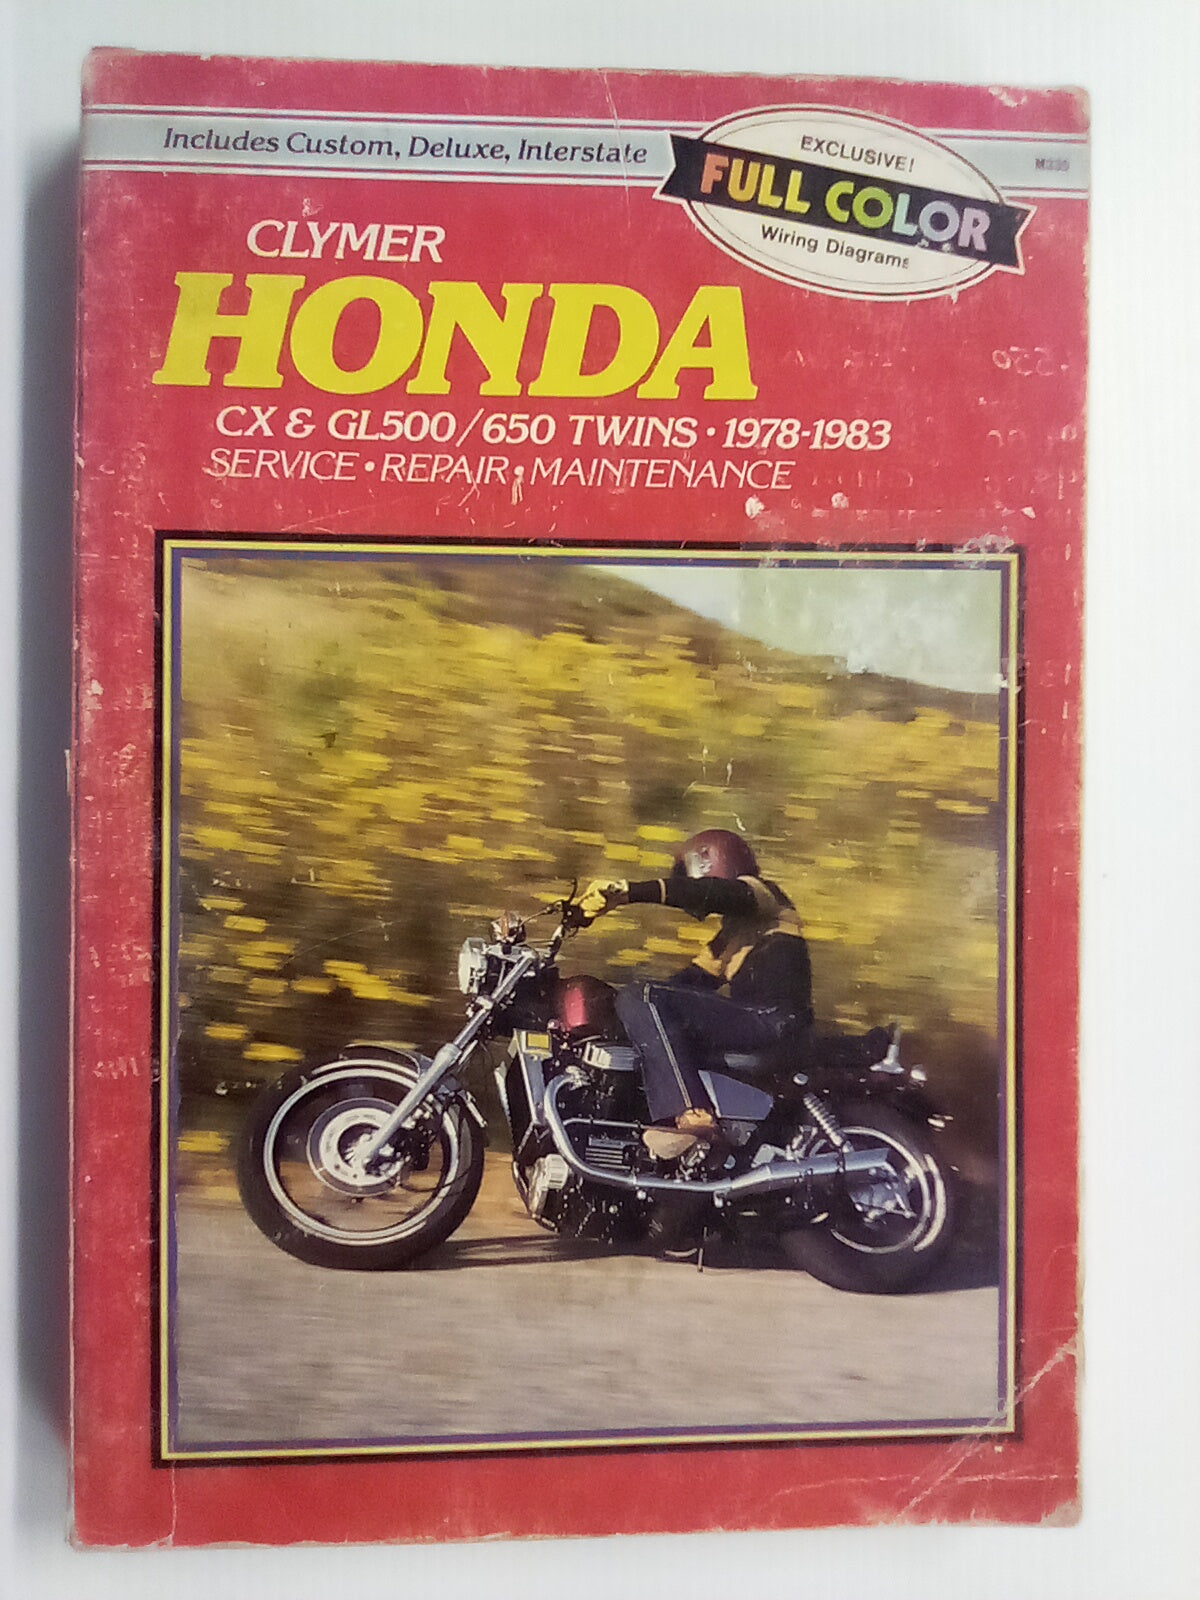 Includes Custom, Deluxe, Interstate
EXCLUSIVE!
FULL COLOR
Wiring Diagrams
CLYMER
HONDA
CX & GL500/650 TWINS · 1978-1983
SERVICE • REPAIR • MAINTENANCE